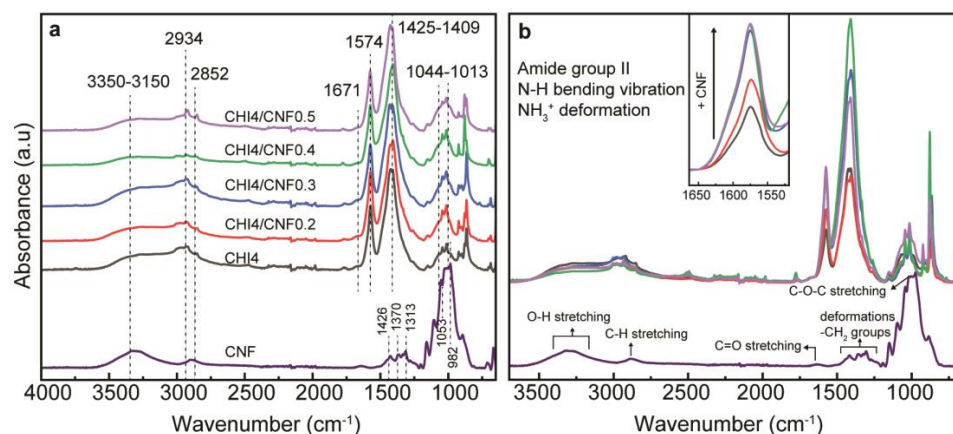 a
2934
1425-1409
1574
3350-3150
2852
1044-1013
1671
CHI4/CNF0.5
CHI4/CNF0.4
CHI4/CNF0.3
CHI4/CNF0.2
CHI4
CNF
1426
1370
1313
1053
982
Absorbance (a.u)
4000 3500 3000 2500 2000 1500 1000
Wavenumber (cm⁻¹)
b
Amide group II
N-H bending vibration
NH₃⁺ deformation
+ CNF
1650 1600 1550
C-O-C stretching
O-H stretching
C-H stretching
C=O stretching
deformations
-CH₂ groups
3500 3000 2500 2000 1500 1000
Wavenumber (cm⁻¹)